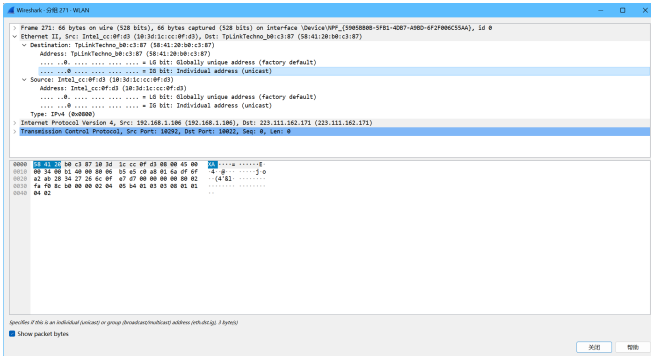 Wireshark · 分组 271 · WLAN
Frame 271: 66 bytes on wire (528 bits), 66 bytes captured (528 bits) on interface \Device\NPF_{5905BB0B-5FB1-4DB7-A9BD-6F2F006C55AA}, id 0
Ethernet II, Src: Intel_cc:0f:d3 (10:3d:1c:cc:0f:d3), Dst: TpLinkTechno_b0:c3:87 (58:41:20:b0:c3:87)
Destination: TpLinkTechno_b0:c3:87 (58:41:20:b0:c3:87)
Address: TpLinkTechno_b0:c3:87 (58:41:20:b0:c3:87)
.... ..0. .... .... .... .... = LG bit: Globally unique address (factory default)
.... ...0 .... .... .... .... = IG bit: Individual address (unicast)
Source: Intel_cc:0f:d3 (10:3d:1c:cc:0f:d3)
Address: Intel_cc:0f:d3 (10:3d:1c:cc:0f:d3)
.... ..0. .... .... .... .... = LG bit: Globally unique address (factory default)
.... ...0 .... .... .... .... = IG bit: Individual address (unicast)
Type: IPv4 (0x0800)
Internet Protocol Version 4, Src: 192.168.1.106 (192.168.1.106), Dst: 223.111.162.171 (223.111.162.171)
Transmission Control Protocol, Src Port: 10292, Dst Port: 10022, Seq: 0, Len: 0
0000 58 41 20 b0 c3 87 10 3d 1c cc 0f d3 08 00 45 00 XA ····= ······E·
0010 00 34 00 b1 40 00 80 06 b5 e5 c0 a8 01 6a df 6f ·4··@··· ·····j·o
0020 a2 ab 28 34 27 26 6c 0f e7 d7 00 00 00 00 80 02 ··(4'&l· ········
0030 fa f0 8c b0 00 00 02 04 05 b4 01 03 03 08 01 01 ········ ········
0040 04 02 ··
Specifies if this is an individual (unicast) or group (broadcast/multicast) address (eth.dst.ig), 3 byte(s)
Show packet bytes
关闭 帮助